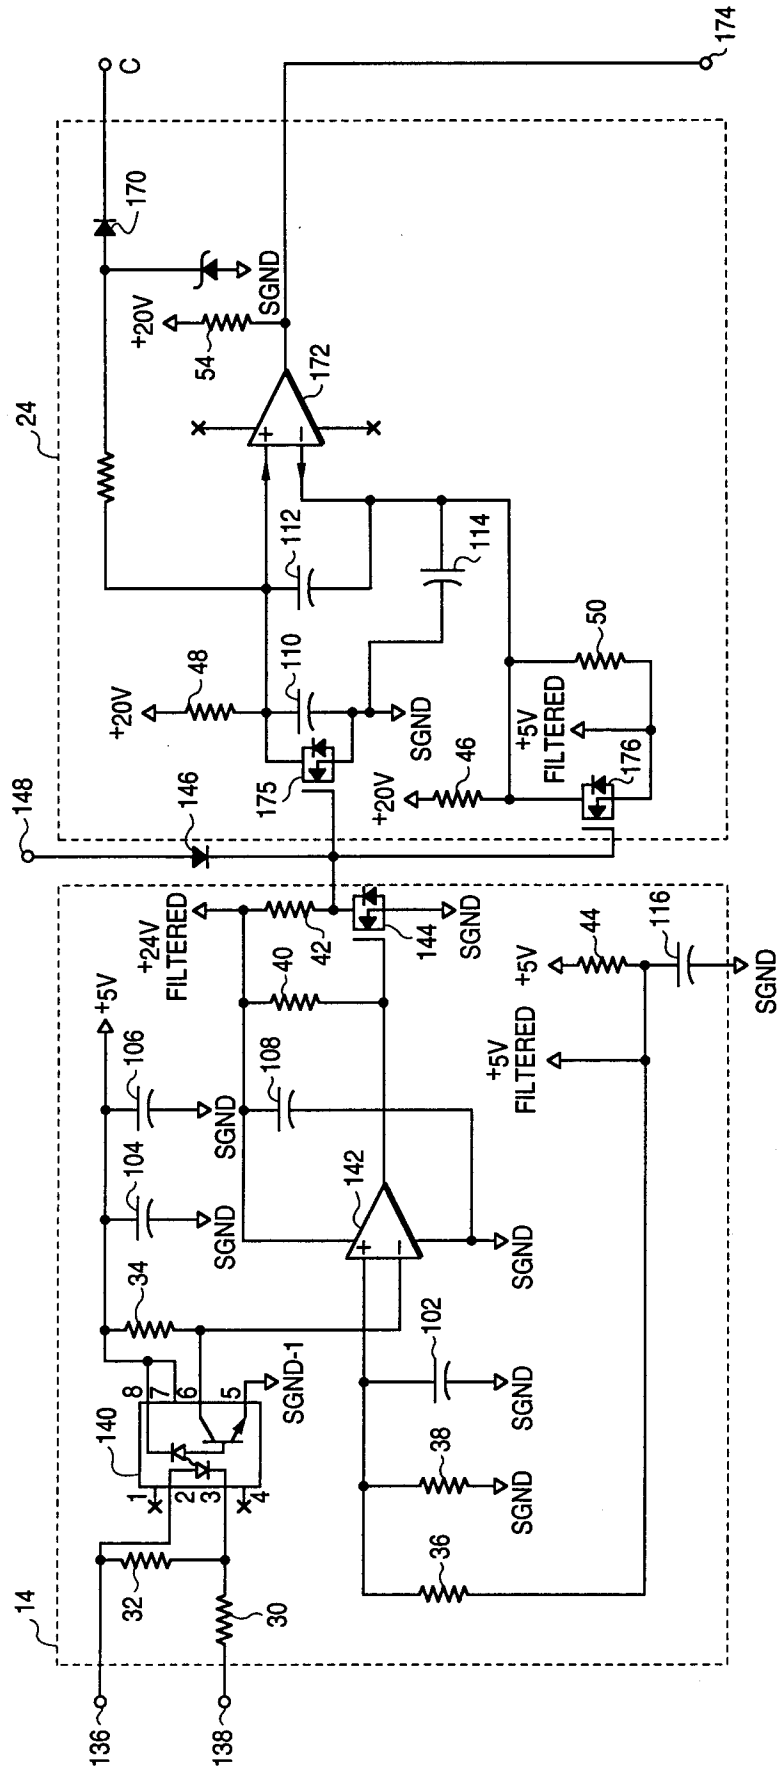 14
136
138
32
30
140
1
2
3
4
8
7
6
5
SGND-1
34
104
SGND
106
SGND
+5V
36
38
SGND
102
SGND
142
+
−
SGND
108
40
+24V
FILTERED
42
144
SGND
+5V
FILTERED
+5V
44
116
SGND
148
146
24
175
+20V
48
110
SGND
112
114
+20V
46
+5V
FILTERED
176
50
+
−
172
+20V
54
SGND
170
C
174